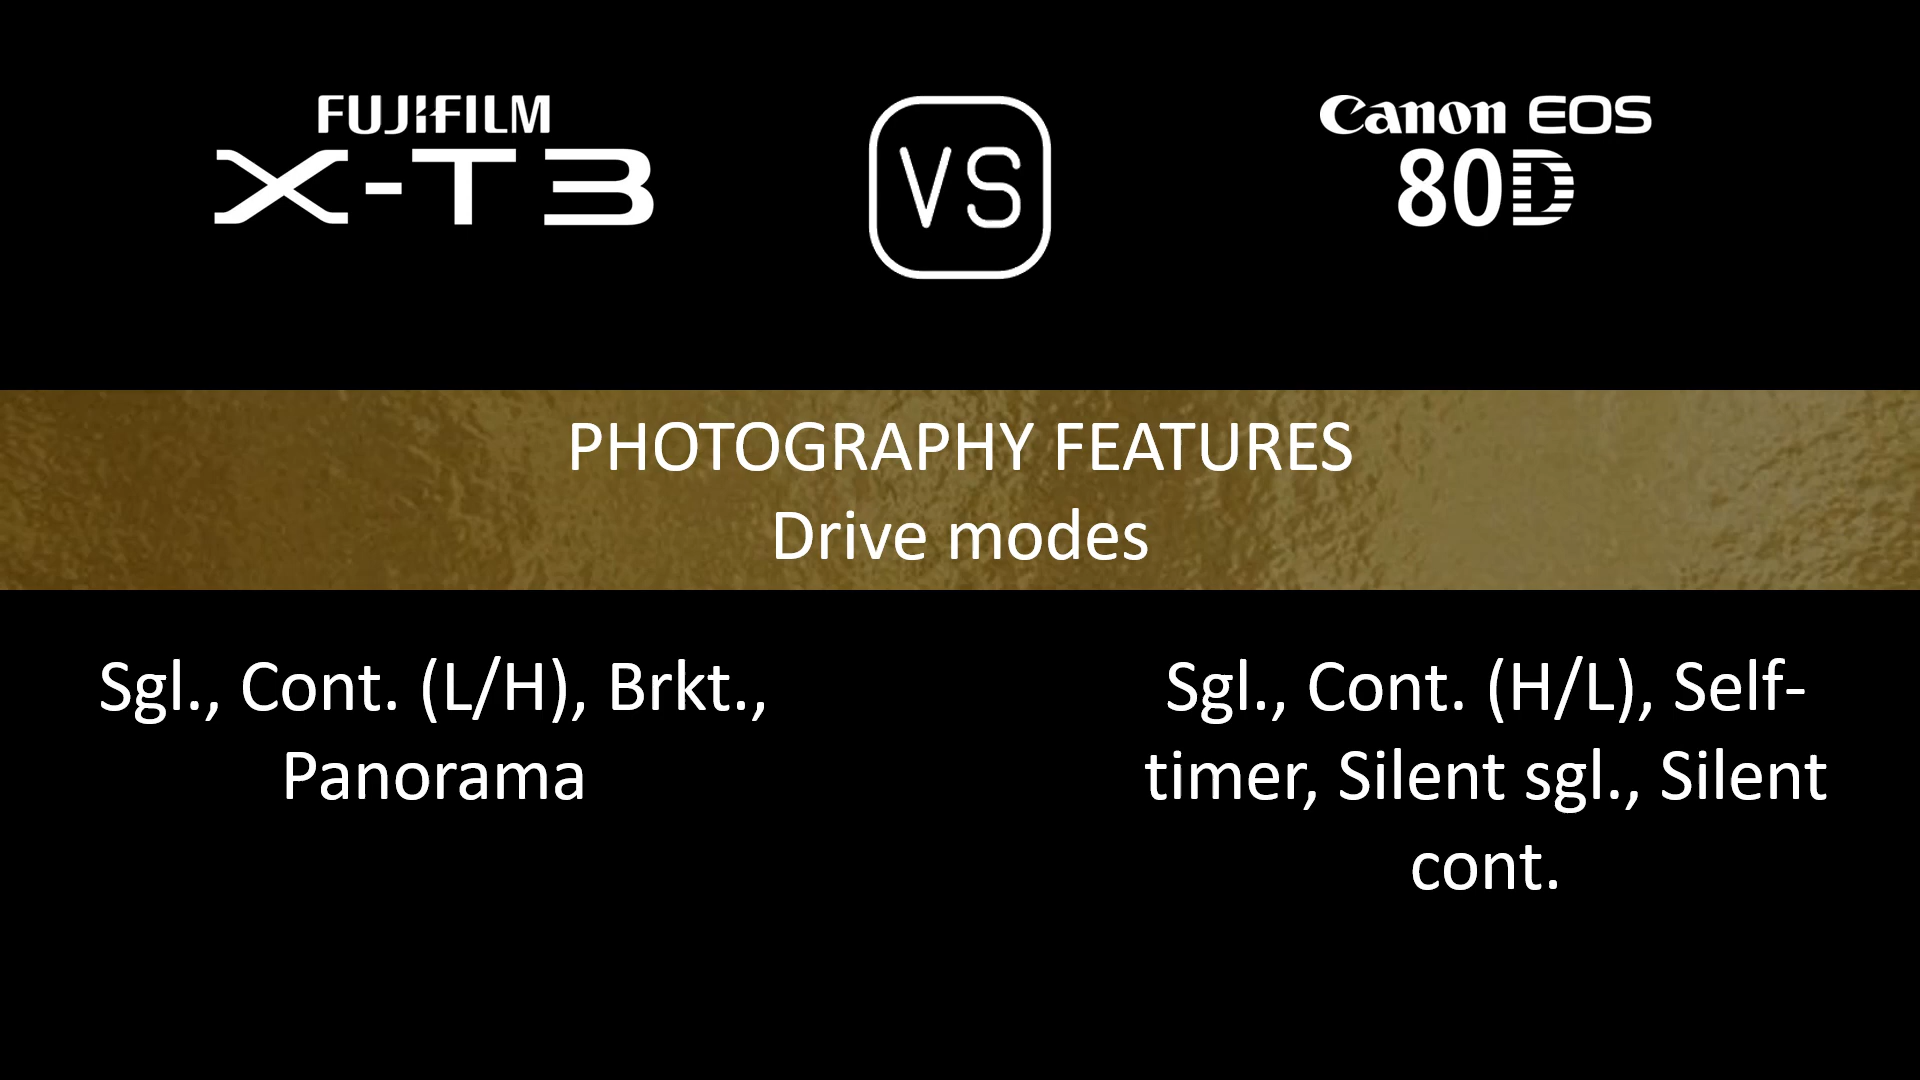 FUJIFILM
X-T3
VS
Canon EOS
80D
PHOTOGRAPHY FEATURES
Drive modes
Sgl., Cont. (L/H), Brkt.,
Panorama
Sgl., Cont. (H/L), Self-
timer, Silent sgl., Silent
cont.